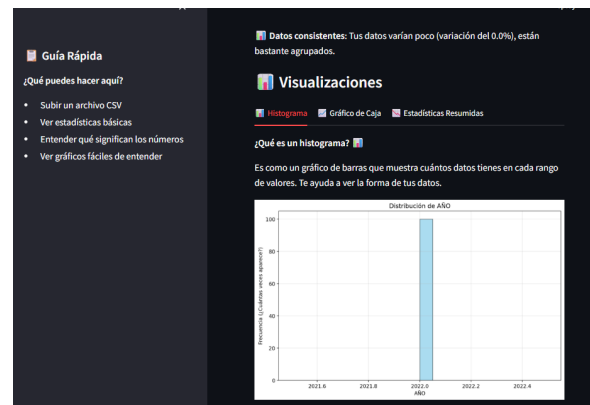 Guía Rápida
¿Qué puedes hacer aquí?
• Subir un archivo CSV
• Ver estadísticas básicas
• Entender qué significan los números
• Ver gráficos fáciles de entender
Datos consistentes: Tus datos varían poco (variación del 0.0%), están
bastante agrupados.
Visualizaciones
Histograma Gráfico de Caja Estadísticas Resumidas
¿Qué es un histograma?
Es como un gráfico de barras que muestra cuántos datos tienes en cada rango
de valores. Te ayuda a ver la forma de tus datos.
Distribución de AÑO
Frecuencia (¿Cuántas veces aparece?)
100
80
60
40
20
0
2021.6 2021.8 2022.0 2022.2 2022.4
AÑO